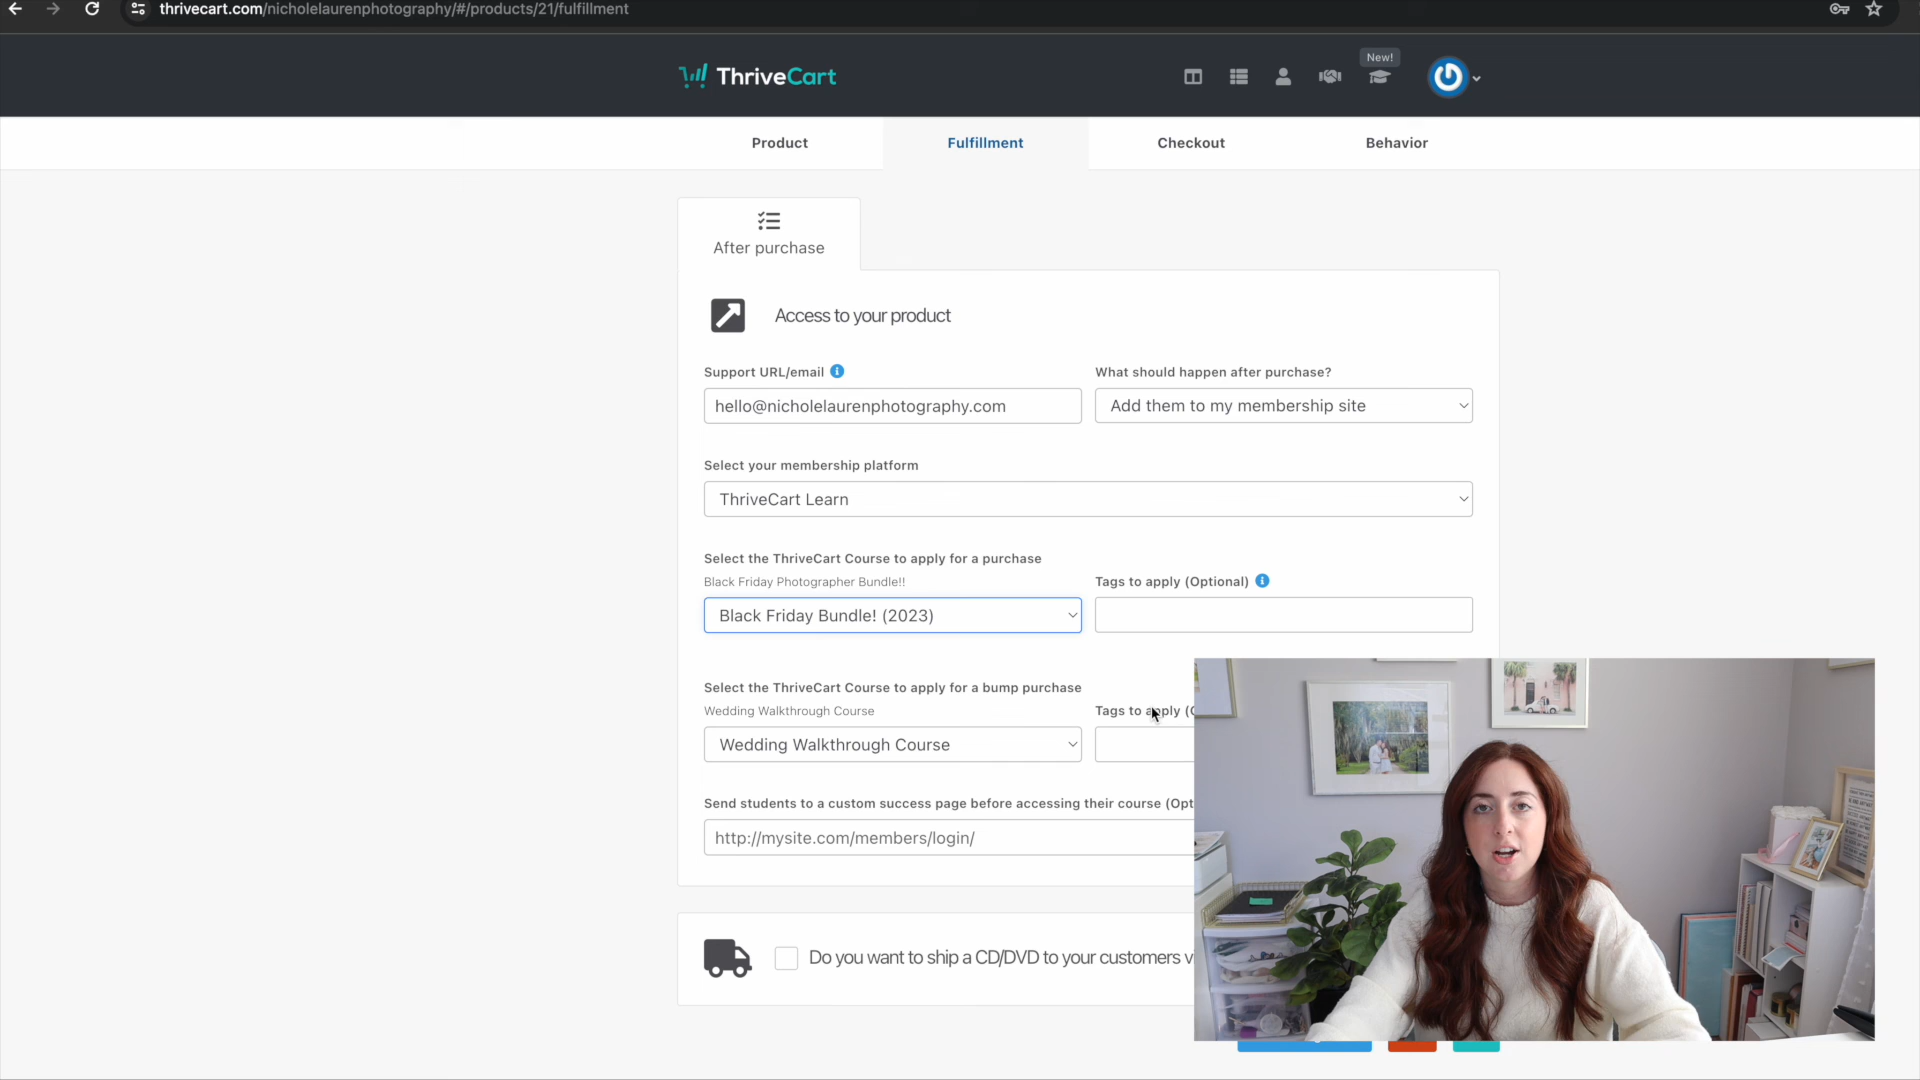 thrivecart.com/nicholelaurenphotography/#/products/21/fulfillment
New!
ThriveCart
Product
Fulfillment
Checkout
Behavior
After purchase
Access to your product
Support URL/email
What should happen after purchase?
hello@nicholelaurenphotography.com
Add them to my membership site
Select your membership platform
ThriveCart Learn
Select the ThriveCart Course to apply for a purchase
Black Friday Photographer Bundle!!
Tags to apply (Optional)
Black Friday Bundle! (2023)
Select the ThriveCart Course to apply for a bump purchase
Wedding Walkthrough Course
Tags to apply (
Wedding Walkthrough Course
Send students to a custom success page before accessing their course (Opt
http://mysite.com/members/login/
Do you want to ship a CD/DVD to your customers v